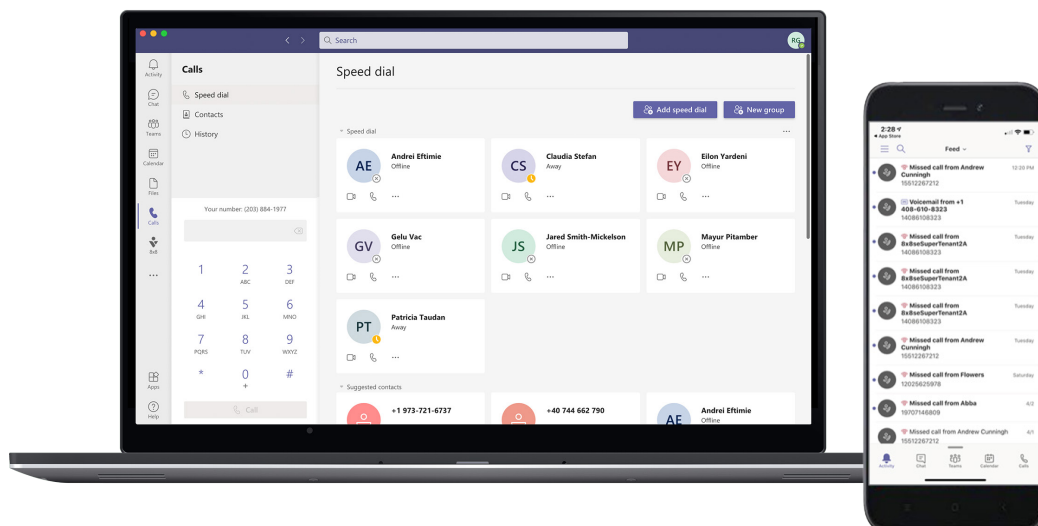 Search
RG
Activity
Chat
Teams
Calendar
Files
Calls
8x8
Apps
Help
Calls
Speed dial
Contacts
History
Your number: (203) 884-1977
1
2
ABC
3
DEF
4
GHI
5
JKL
6
MNO
7
PQRS
8
TUV
9
WXYZ
*
0
+
#
Call
Speed dial
Add speed dial
New group
Speed dial
AE
Andrei Eftimie
Offline
CS
Claudia Stefan
Away
EY
Eilon Yardeni
Offline
GV
Gelu Vac
Offline
JS
Jared Smith-Mickelson
Offline
MP
Mayur Pitamber
Offline
PT
Patricia Taudan
Away
Suggested contacts
+1 973-721-6737
+40 744 662 790
AE
Andrei Eftimie
Offline
2:28
App Store
Feed
Missed call from Andrew
Cunningh
12:20 PM
15512267212
Voicemail from +1
408-610-8323
Tuesday
14086108323
Missed call from
8x8seSuperTenant2A
Tuesday
14086108323
Missed call from
8x8seSuperTenant2A
Tuesday
14086108323
Missed call from
8x8seSuperTenant2A
Tuesday
14086108323
Missed call from Andrew
Cunningh
Tuesday
15512267212
Missed call from Flowers
Saturday
12025625978
Missed call from Abba
4/2
19707146809
Missed call from Andrew Cunningh
4/1
15512267212
Activity
Chat
Teams
Calendar
Calls